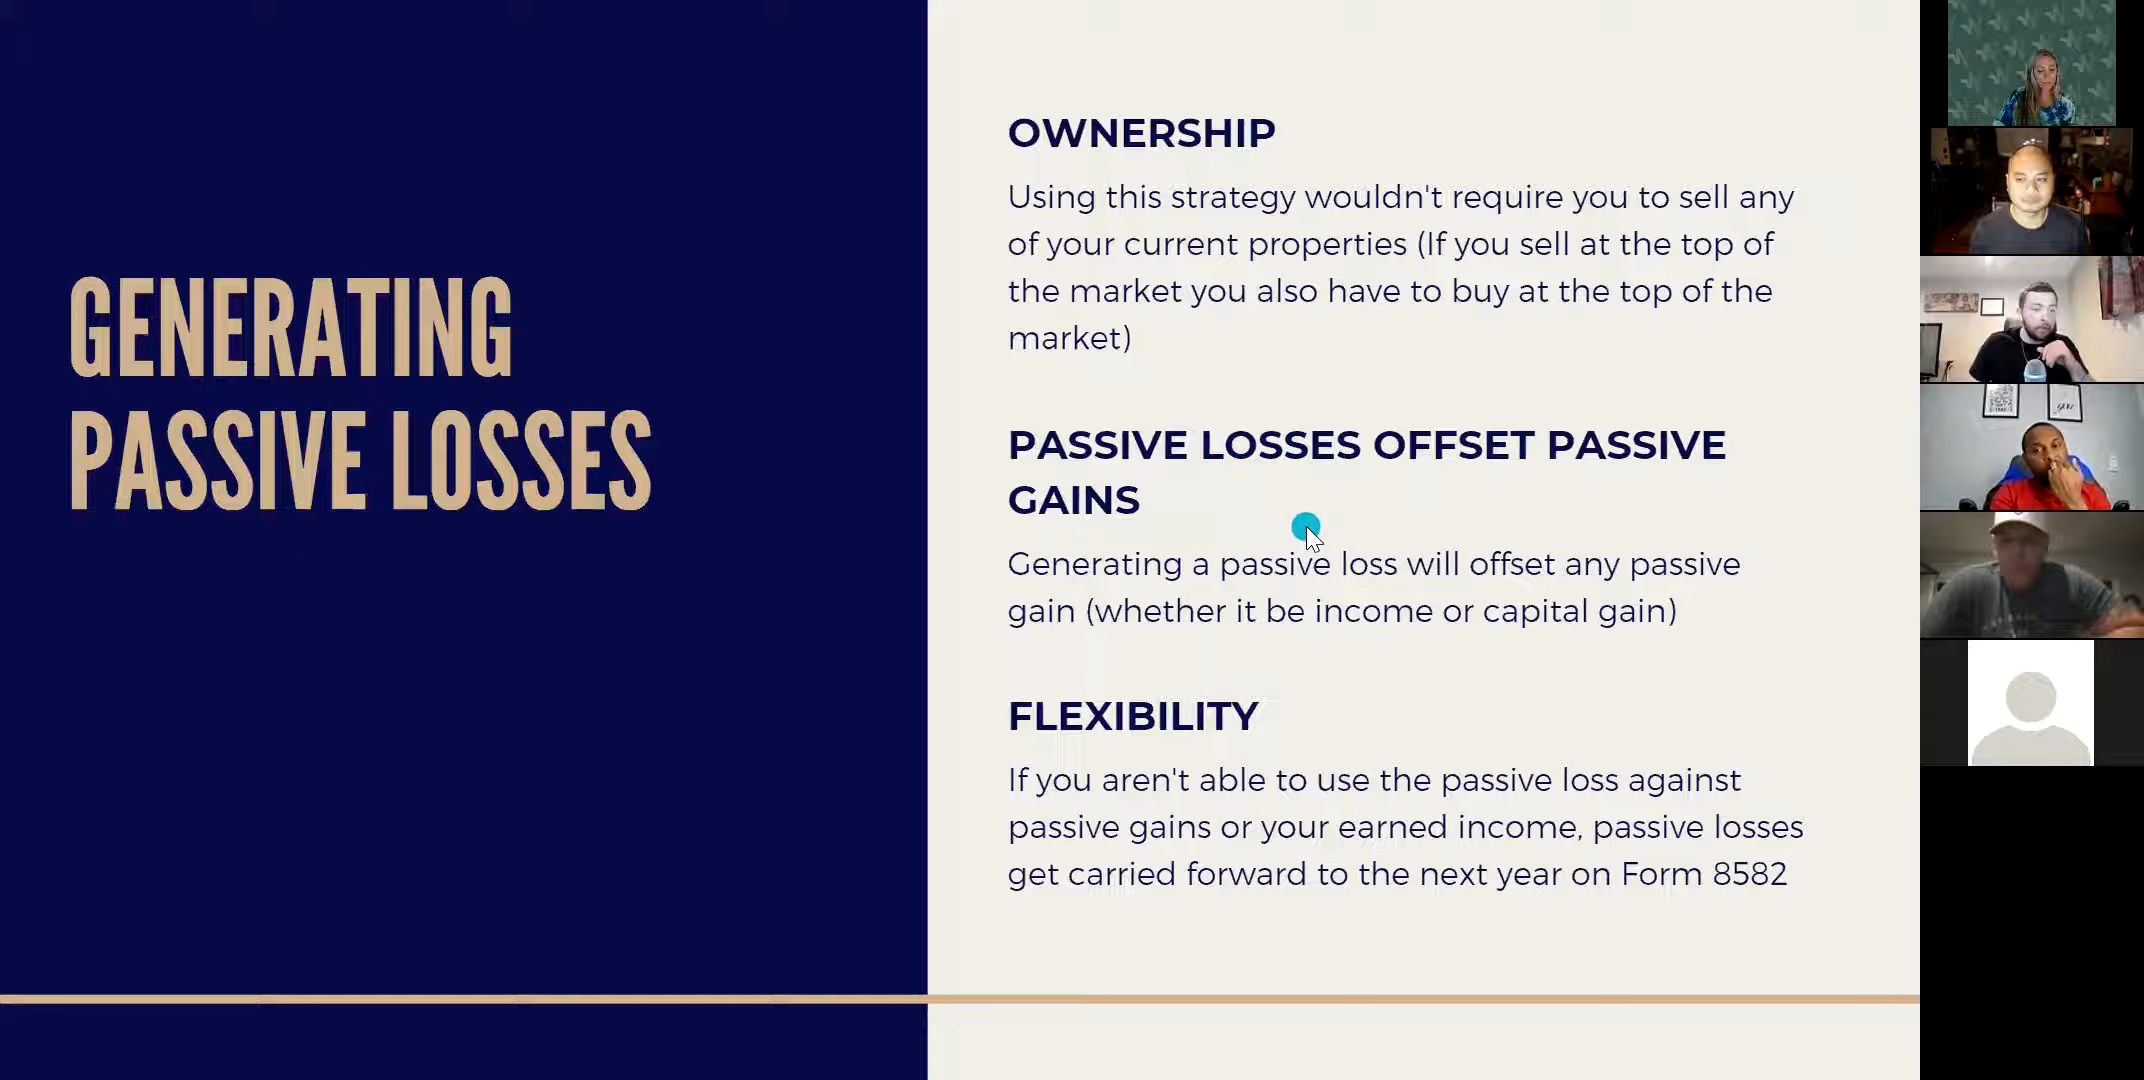 GENERATING
PASSIVE LOSSES
OWNERSHIP
Using this strategy wouldn't require you to sell any
of your current properties (If you sell at the top of
the market you also have to buy at the top of the
market)
PASSIVE LOSSES OFFSET PASSIVE
GAINS
Generating a passive loss will offset any passive
gain (whether it be income or capital gain)
FLEXIBILITY
If you aren't able to use the passive loss against
passive gains or your earned income, passive losses
get carried forward to the next year on Form 8582